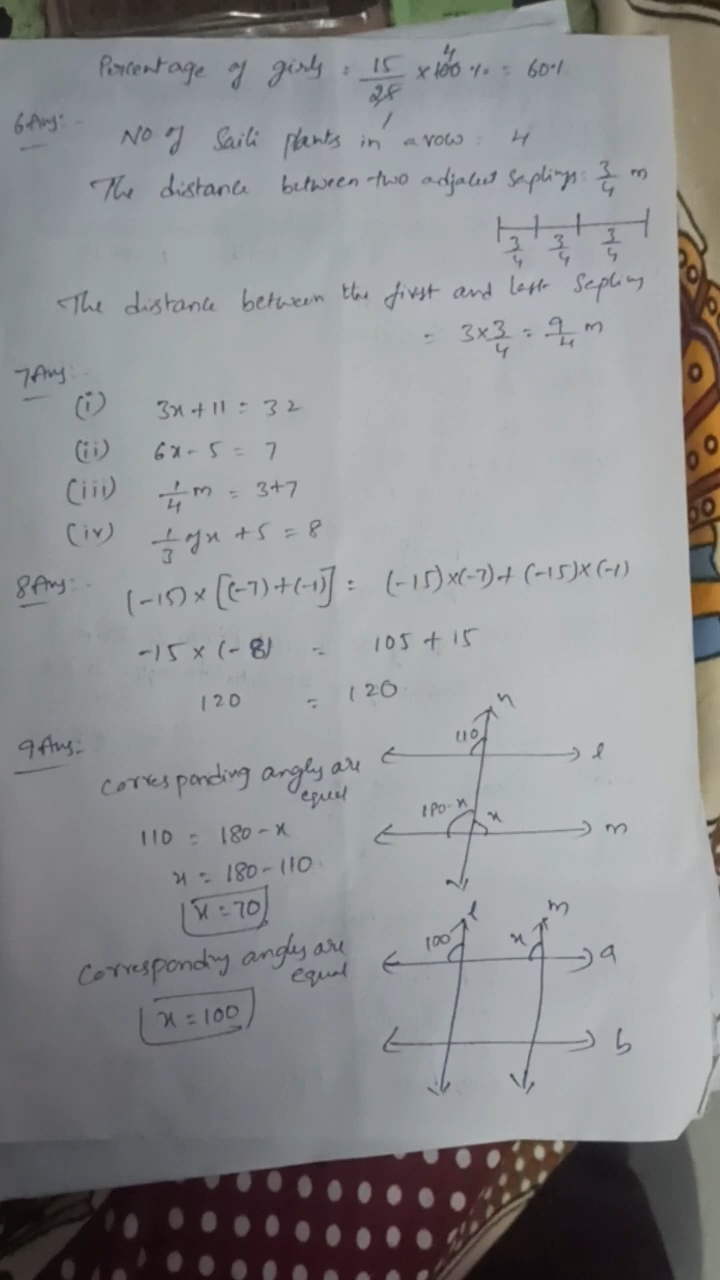 Percentage of girls = 15/25 × 100 4 % = 60%
1
6Ans:-
No of Saili plants in a row = 4
The distance between two adjacent saplings = 3/4 m
3/4 3/4 3/4
The distance between the first and last Sapling
= 3×3/4 = 9/4 m
7Ans:-
(i) 3x + 11 = 32
(ii) 6x - 5 = 7
(iii) 1/4 m = 3+7
(iv) 1/3 of x + 5 = 8
8Ans:-
(-15) × [(-7)+(-1)] = (-15)×(-7)+(-15)×(-1)
-15 × (-8) = 105 + 15
120 = 120
9Ans:-
Corresponding angles are equal
110 = 180-x
x = 180-110
x = 70
n
110
l
180-x
x
m
Corresponding angles are equal
x = 100
l
m
100
x
a
b